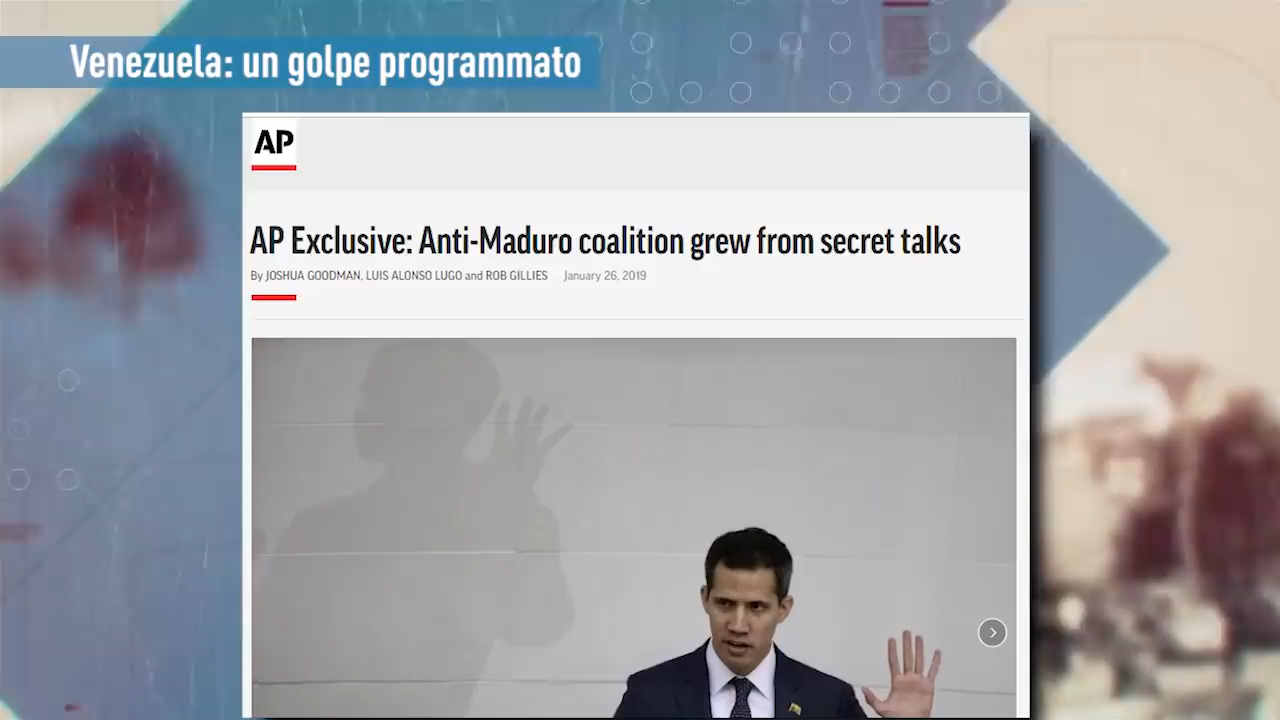 Venezuela: un golpe programmato
AP
AP Exclusive: Anti-Maduro coalition grew from secret talks
By JOSHUA GOODMAN, LUIS ALONSO LUGO and ROB GILLIES January 26, 2019